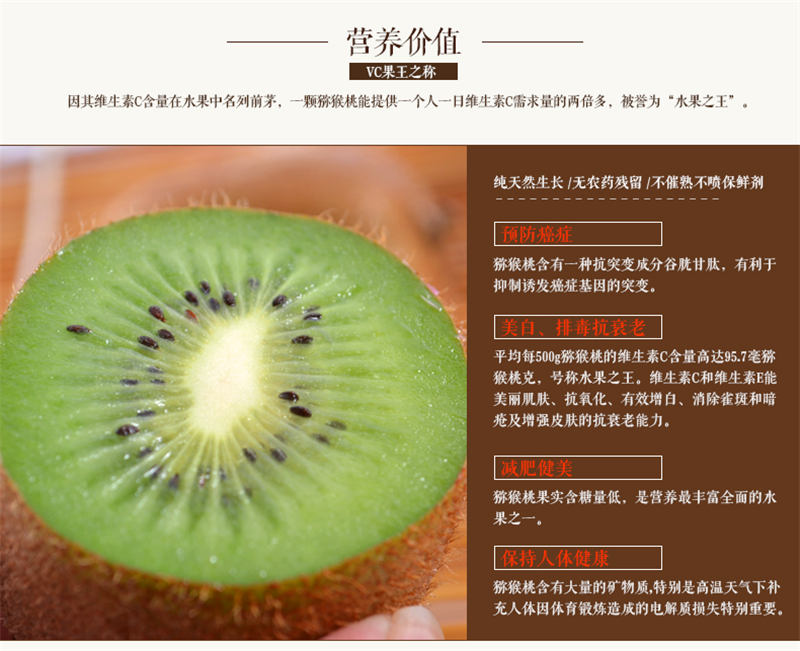 营养价值
VC果王之称
因其维生素C含量在水果中名列前茅，一颗猕猴桃能提供一个人一日维生素C需求量的两倍多，被誉为“水果之王”。
纯天然生长 /无农药残留 /不催熟不喷保鲜剂
预防癌症
猕猴桃含有一种抗突变成分谷胱甘肽，有利于
抑制诱发癌症基因的突变。
美白、排毒抗衰老
平均每500g猕猴桃的维生素C含量高达95.7毫猕
猴桃克，号称水果之王。维生素C和维生素E能
美丽肌肤、抗氧化、有效增白、消除雀斑和暗
疮及增强皮肤的抗衰老能力。
减肥健美
猕猴桃果实含糖量低，是营养最丰富全面的水
果之一。
保持人体健康
猕猴桃含有大量的矿物质,特别是高温天气下补
充人体因体育锻炼造成的电解质损失特别重要。